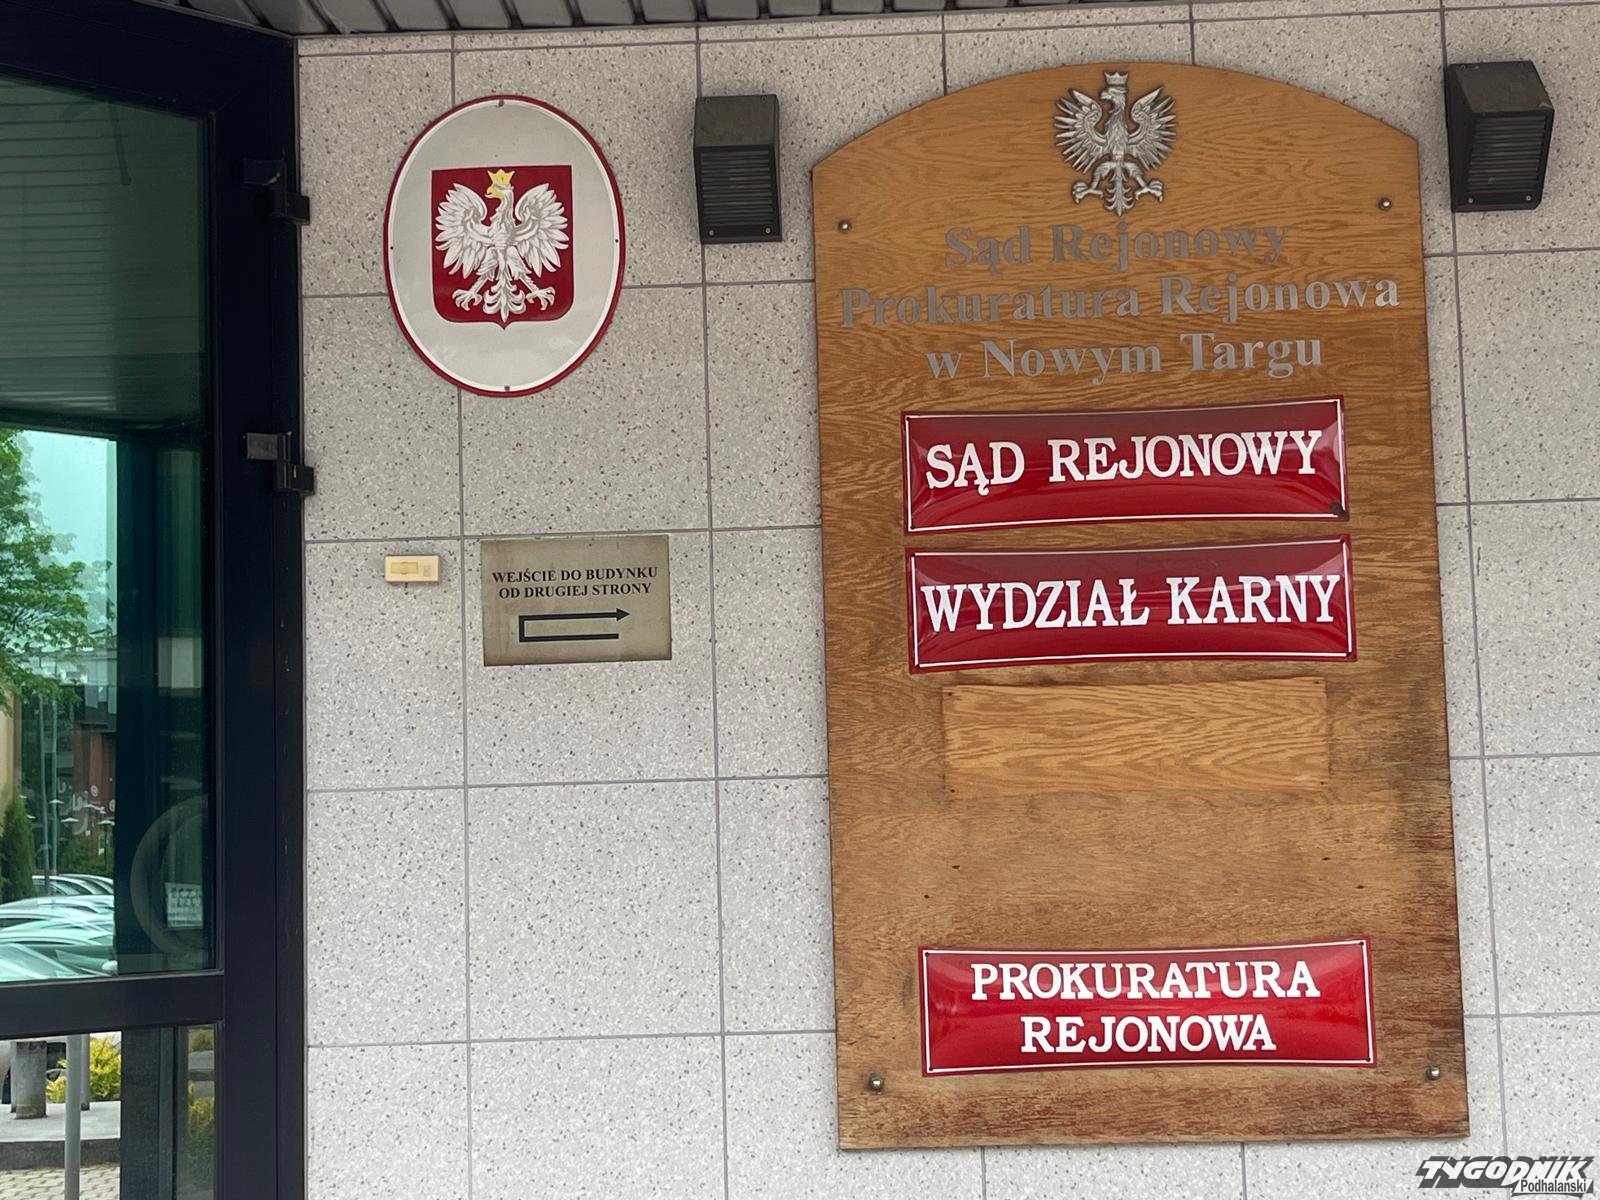 Sąd Rejonowy
Prokuratura Rejonowa
w Nowym Targu
SĄD REJONOWY
WYDZIAŁ KARNY
WEJŚCIE DO BUDYNKU
OD DRUGIEJ STRONY
PROKURATURA
REJONOWA
TYGODNIK
Podhalański